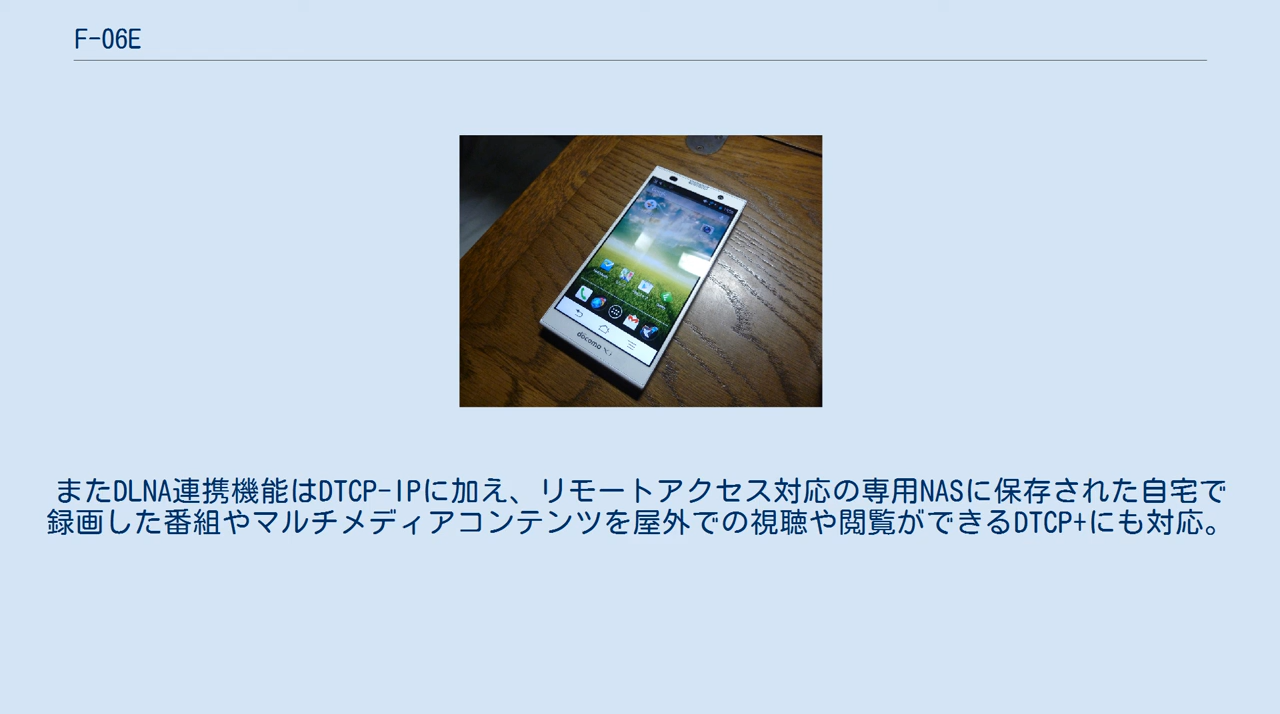 F-06E
docomo Xi
またDLNA連携機能はDTCP-IPに加え、リモートアクセス対応の専用NASに保存された自宅で
録画した番組やマルチメディアコンテンツを屋外での視聴や閲覧ができるDTCP+にも対応。